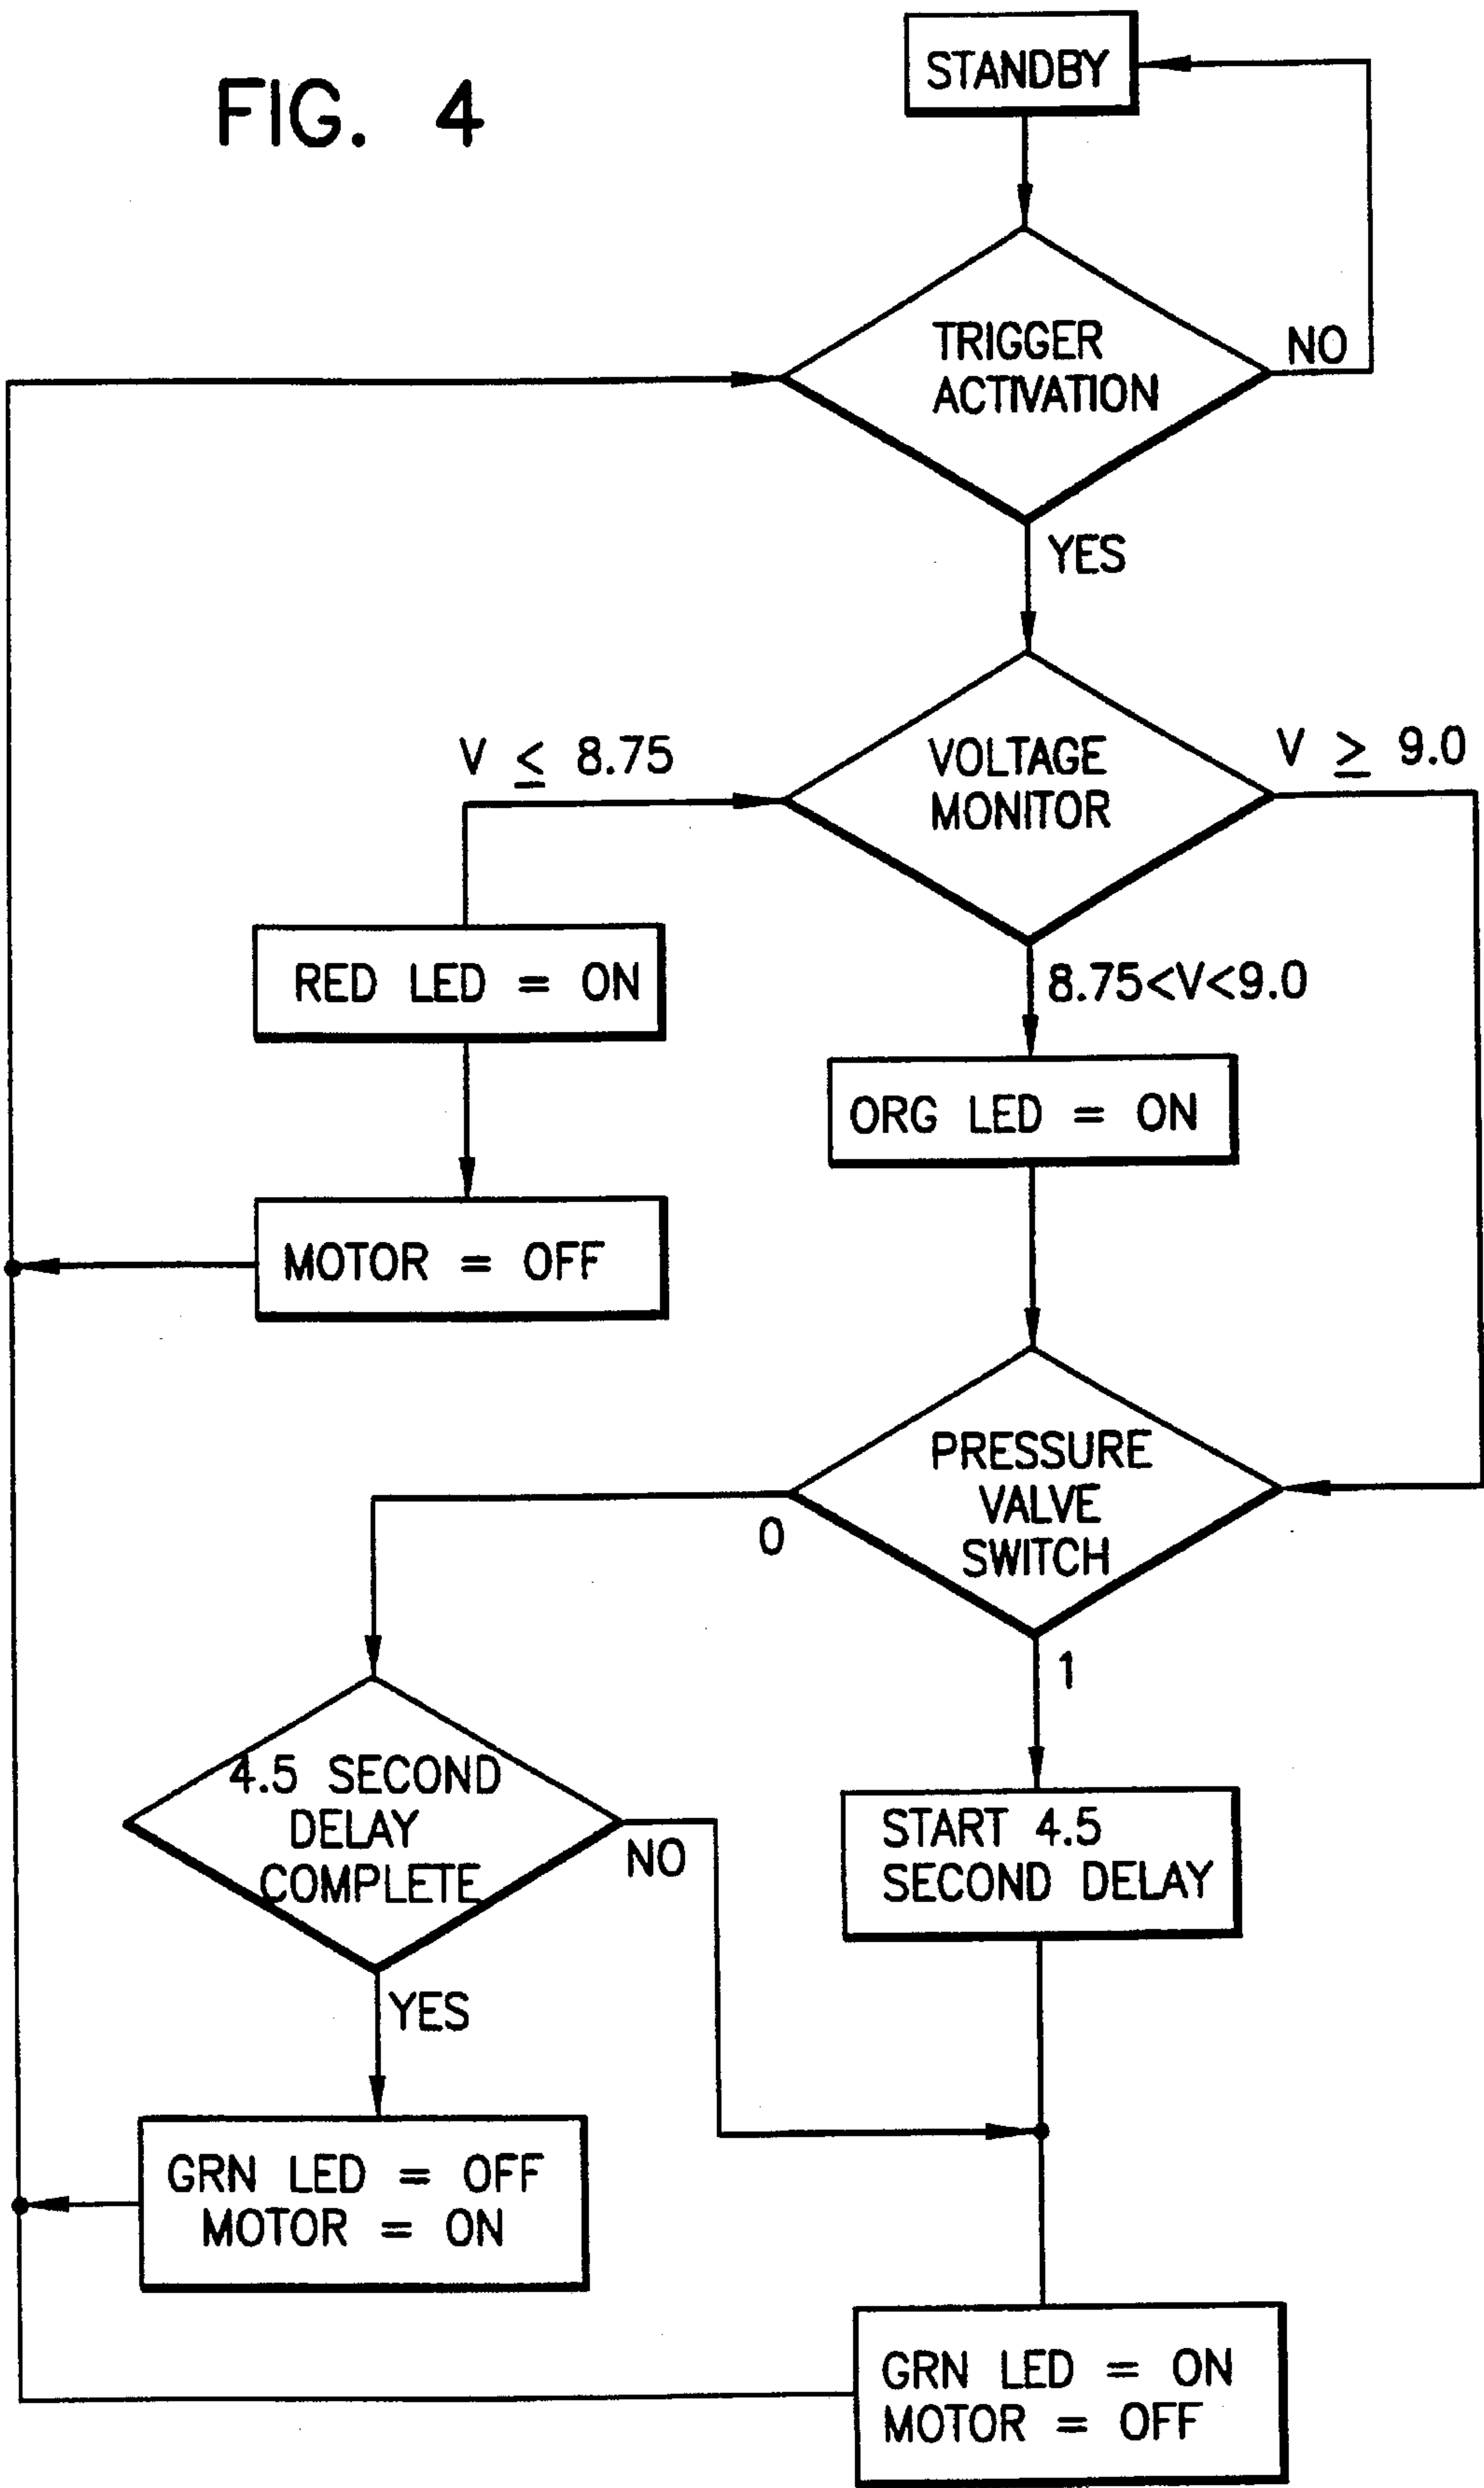 FIG. 4
STANDBY
TRIGGER
ACTIVATION
NO
YES
V ≤ 8.75
VOLTAGE
MONITOR
V ≥ 9.0
RED LED = ON
8.75<V<9.0
ORG LED = ON
MOTOR = OFF
PRESSURE
VALVE
SWITCH
0
1
4.5 SECOND
DELAY
COMPLETE
NO
START 4.5
SECOND DELAY
YES
GRN LED = OFF
MOTOR = ON
GRN LED = ON
MOTOR = OFF